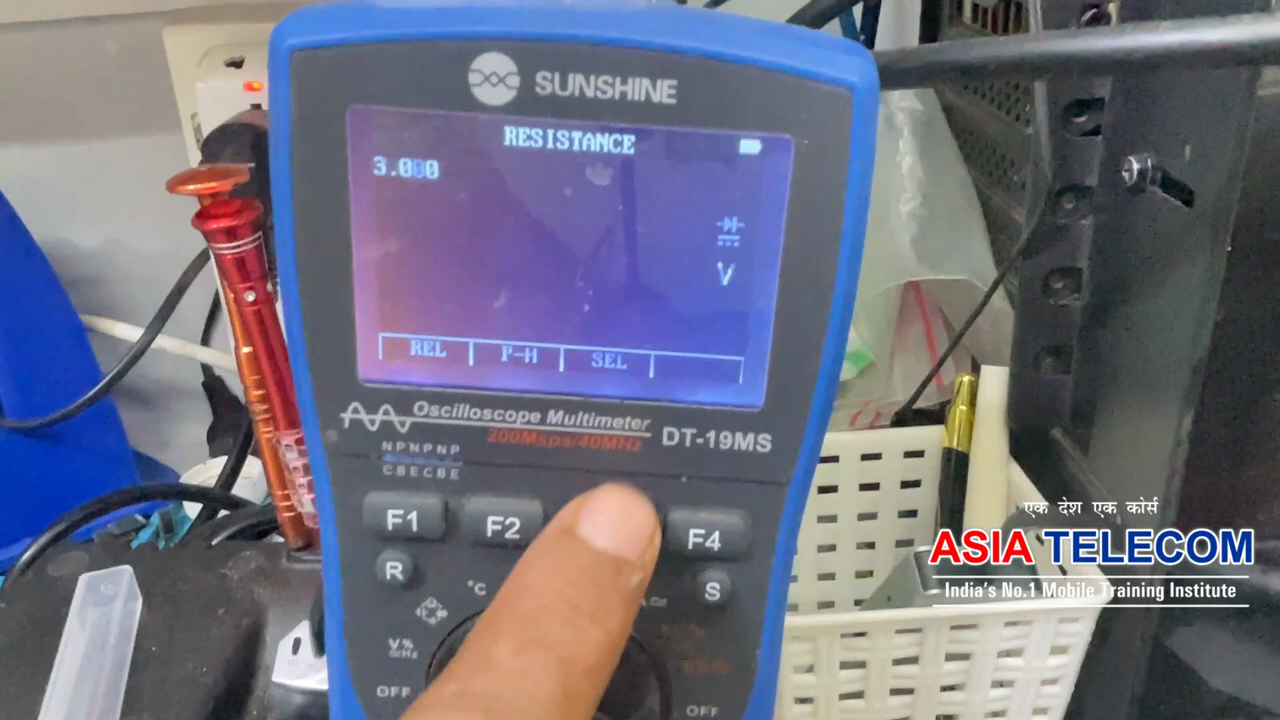 SUNSHINE
RESISTANCE
3.000
V
REL P-H SEL
Oscilloscope Multimeter
200Msps/40MHz
DT-19MS
NPNPNP
CBECBE
F1 F2 F4
R S
°C
V%
OFF OFF
एक देश एक कोर्स
ASIA TELECOM
India's No.1 Mobile Training Institute